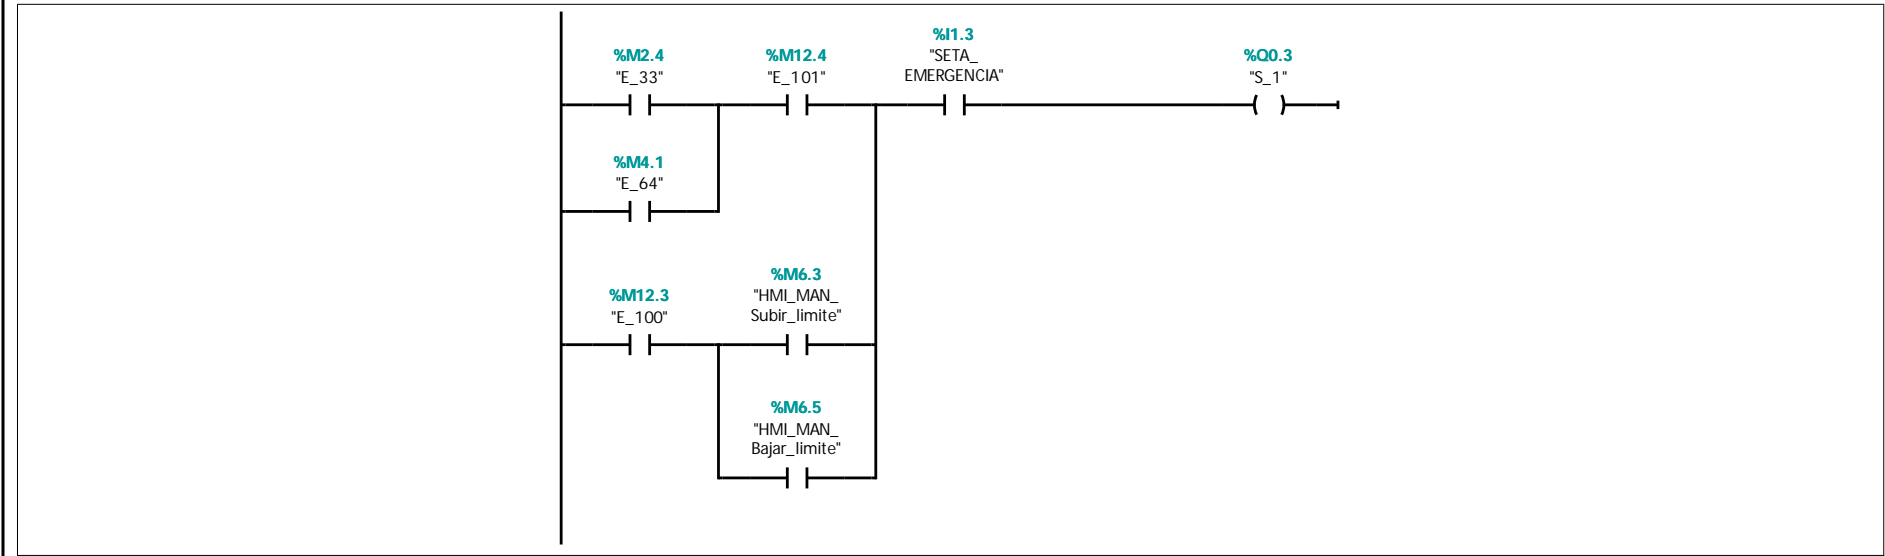 %M2.4
"E_33"
%M12.4
"E_101"
%I1.3
"SETA_
EMERGENCIA"
%Q0.3
"S_1"
%M4.1
"E_64"
%M12.3
"E_100"
%M6.3
"HMI_MAN_
Subir_limite"
%M6.5
"HMI_MAN_
Bajar_limite"